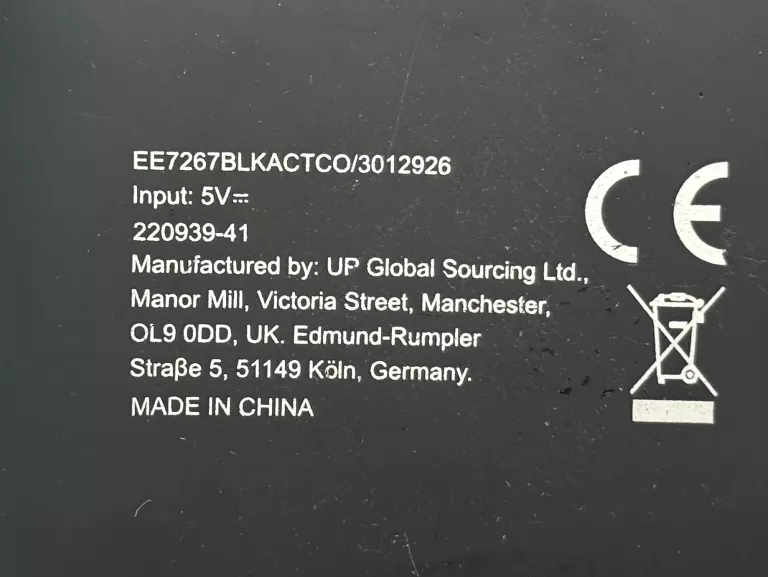 EE7267BLKACTCO/3012926
Input: 5V⎓
220939-41
Manufactured by: UP Global Sourcing Ltd.,
Manor Mill, Victoria Street, Manchester,
OL9 0DD, UK. Edmund-Rumpler
Straße 5, 51149 Köln, Germany.
MADE IN CHINA
CE